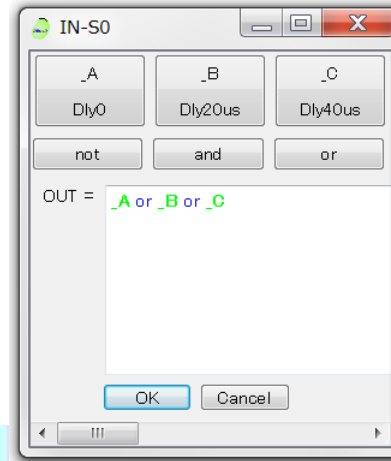 IN-S0
_A _B _C
Dly0 Dly20us Dly40us
not and or
OUT = _A or _B or _C
OK Cancel